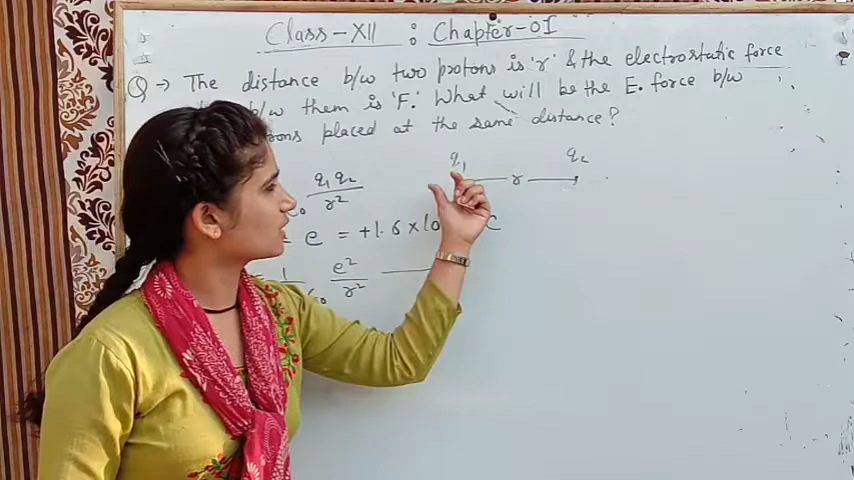 Class-XII : Chapter-01
Q → The distance b/w two protons is 'r' & the electrostatic force
b/w them is 'F'. What will be the E. force b/w
placed at the same distance?
q₁ q₂
q₁q₂ / r²
r
e = +1.6×10 C
1 e² / r²